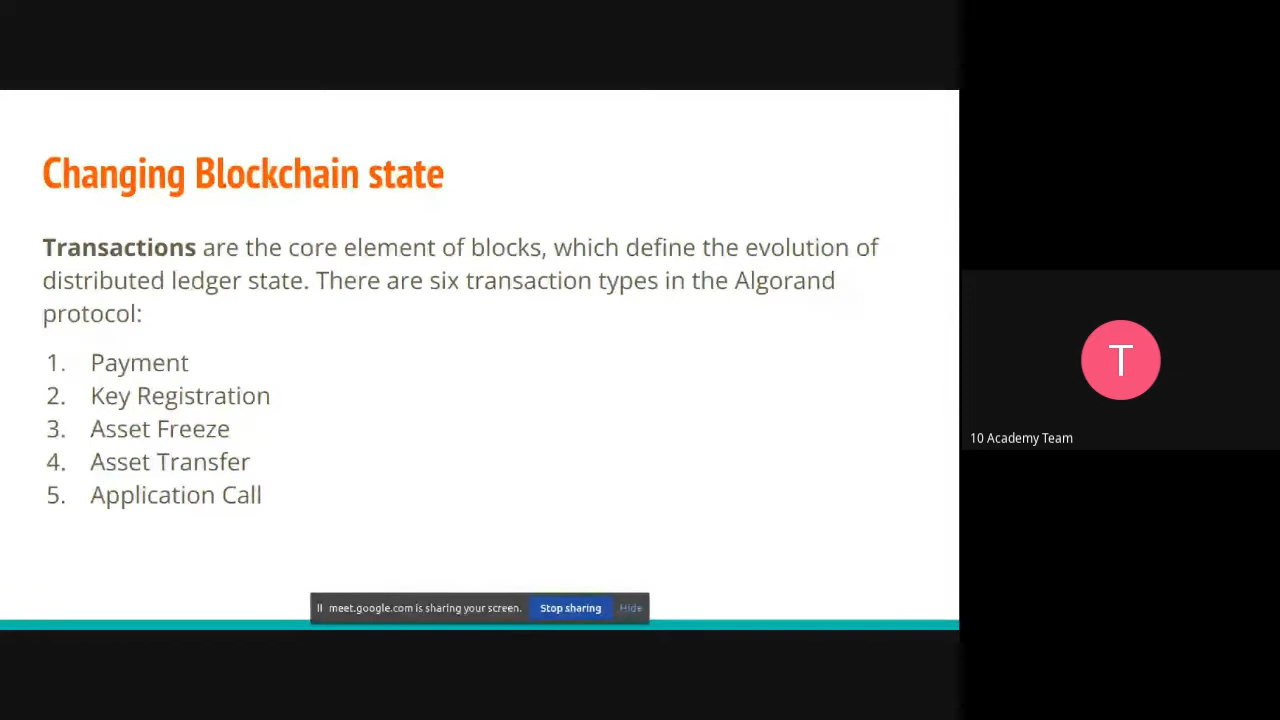 Changing Blockchain state
Transactions are the core element of blocks, which define the evolution of
distributed ledger state. There are six transaction types in the Algorand
protocol:
1. Payment
2. Key Registration
3. Asset Freeze
4. Asset Transfer
5. Application Call
meet.google.com is sharing your screen. Stop sharing Hide
T
10 Academy Team